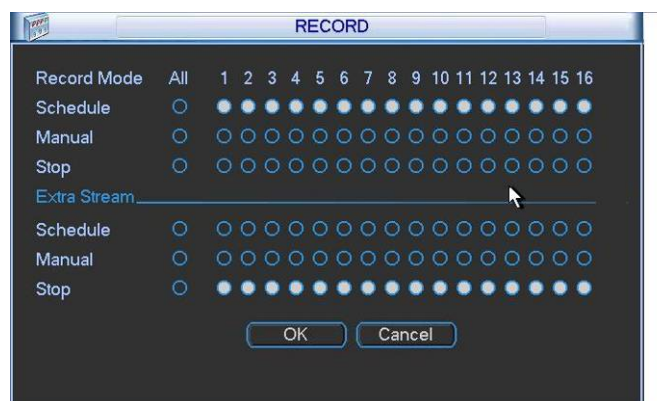 RECORD
Record Mode All 1 2 3 4 5 6 7 8 9 10 11 12 13 14 15 16
Schedule
Manual
Stop
Extra Stream
Schedule
Manual
Stop
OK Cancel